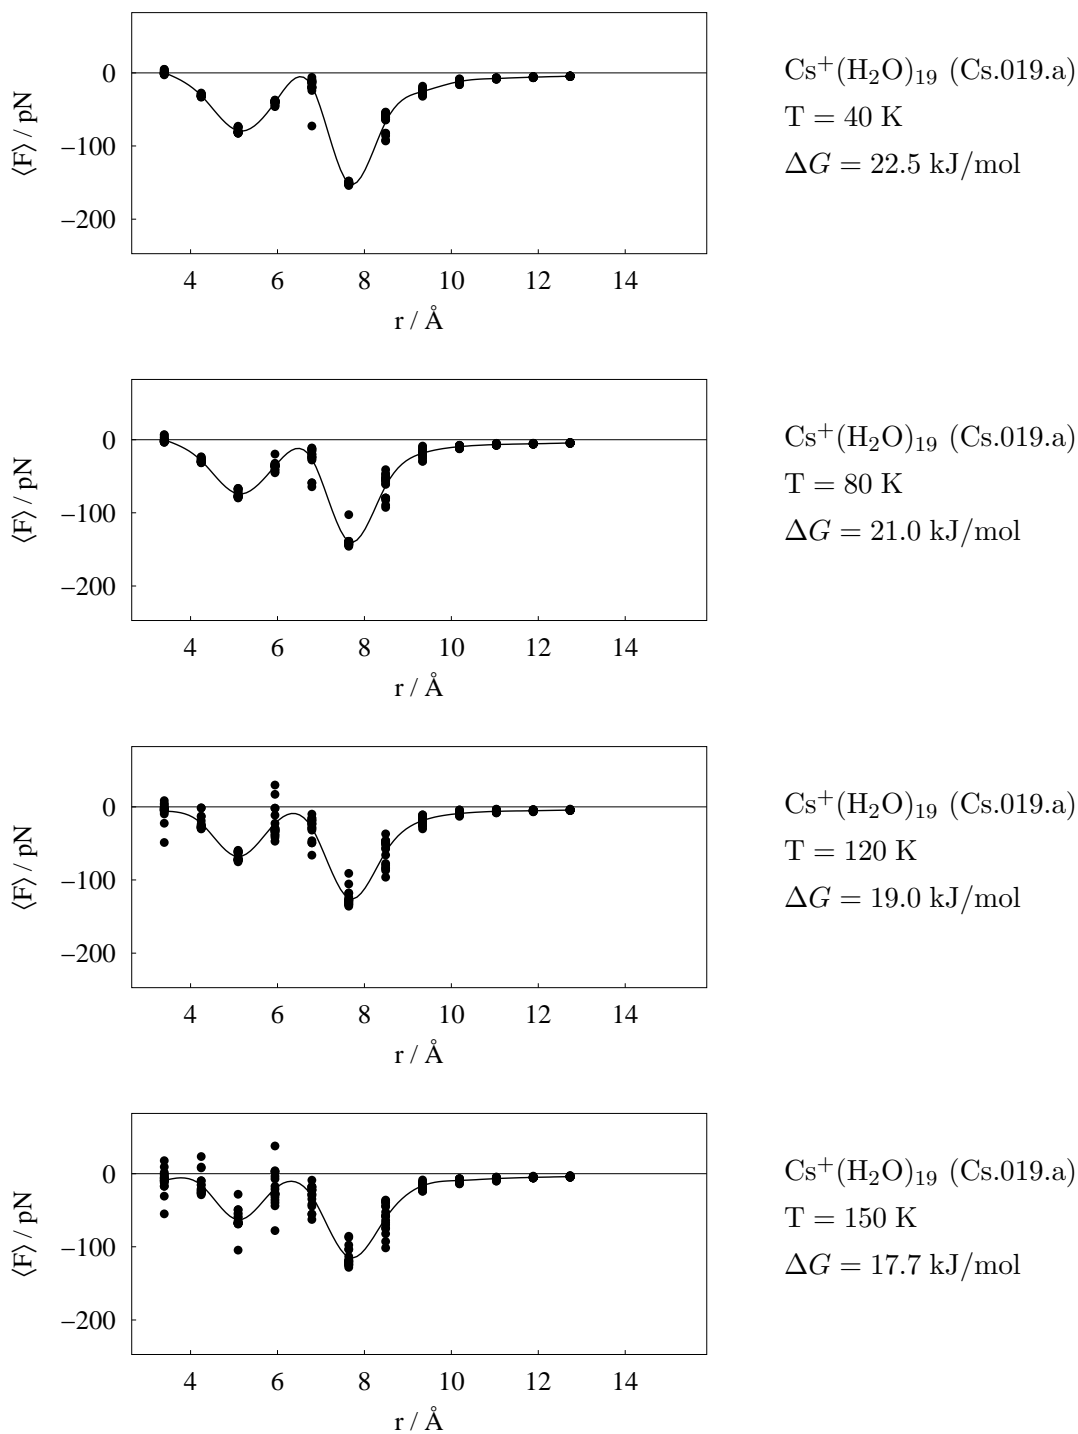 0
−100
−200
⟨F⟩ / pN
4 6 8 10 12 14
r / Å
Cs⁺(H₂O)₁₉ (Cs.019.a)
T = 40 K
ΔG = 22.5 kJ/mol
0
−100
−200
⟨F⟩ / pN
4 6 8 10 12 14
r / Å
Cs⁺(H₂O)₁₉ (Cs.019.a)
T = 80 K
ΔG = 21.0 kJ/mol
0
−100
−200
⟨F⟩ / pN
4 6 8 10 12 14
r / Å
Cs⁺(H₂O)₁₉ (Cs.019.a)
T = 120 K
ΔG = 19.0 kJ/mol
0
−100
−200
⟨F⟩ / pN
4 6 8 10 12 14
r / Å
Cs⁺(H₂O)₁₉ (Cs.019.a)
T = 150 K
ΔG = 17.7 kJ/mol